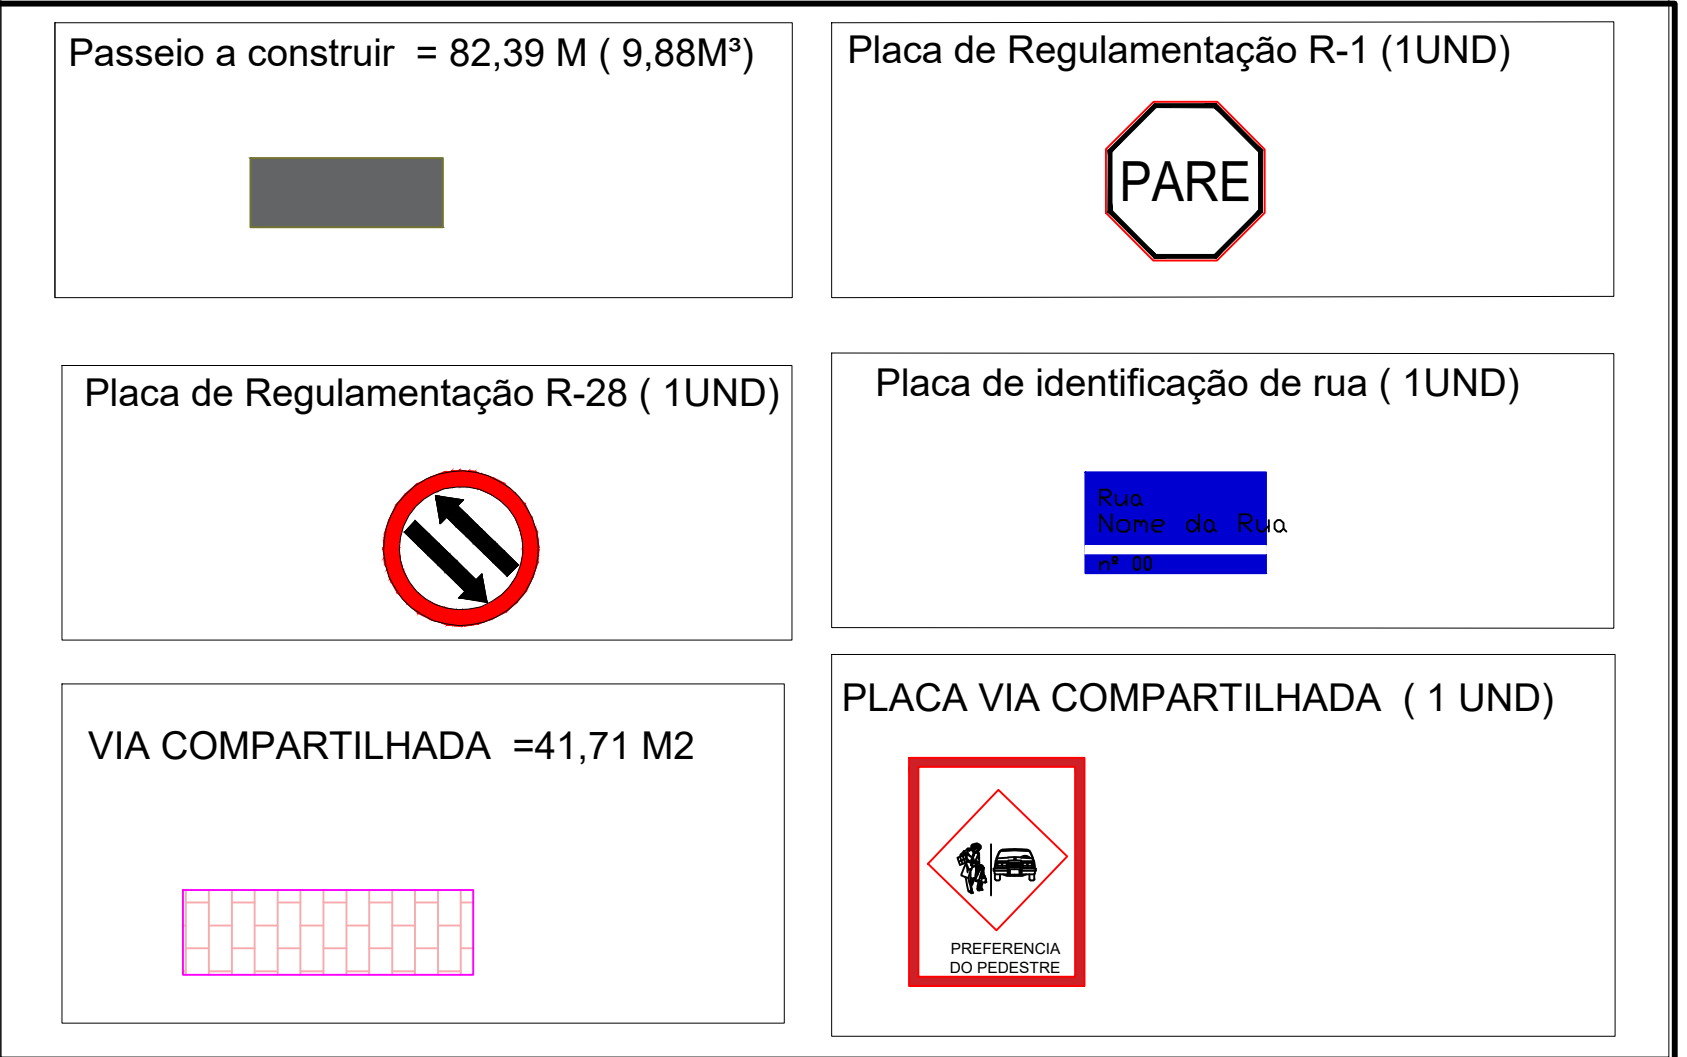 Passeio a construir = 82,39 M ( 9,88M³)
Placa de Regulamentação R-1 (1UND)
PARE
Placa de Regulamentação R-28 ( 1UND)
Placa de identificação de rua ( 1UND)
Rua
Nome da Rua
nº 00
VIA COMPARTILHADA =41,71 M2
PLACA VIA COMPARTILHADA ( 1 UND)
PREFERENCIA
DO PEDESTRE